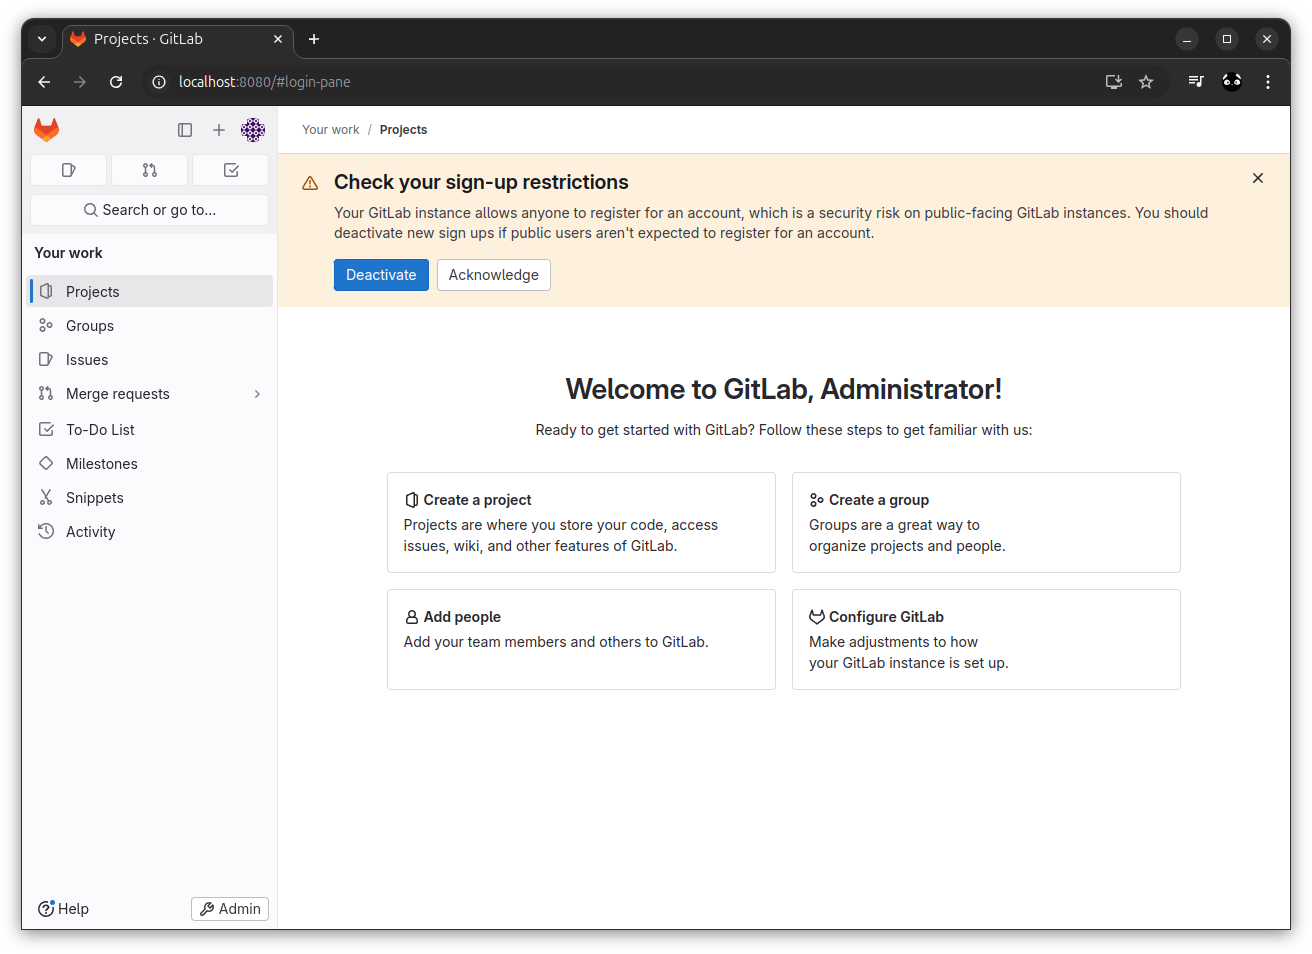 Projects · GitLab
localhost:8080/#login-pane
Your work / Projects
Search or go to...
Your work
Projects
Groups
Issues
Merge requests
To-Do List
Milestones
Snippets
Activity
Help
Admin
Check your sign-up restrictions
Your GitLab instance allows anyone to register for an account, which is a security risk on public-facing GitLab instances. You should
deactivate new sign ups if public users aren't expected to register for an account.
Deactivate
Acknowledge
Welcome to GitLab, Administrator!
Ready to get started with GitLab? Follow these steps to get familiar with us:
Create a project
Projects are where you store your code, access
issues, wiki, and other features of GitLab.
Create a group
Groups are a great way to
organize projects and people.
Add people
Add your team members and others to GitLab.
Configure GitLab
Make adjustments to how
your GitLab instance is set up.